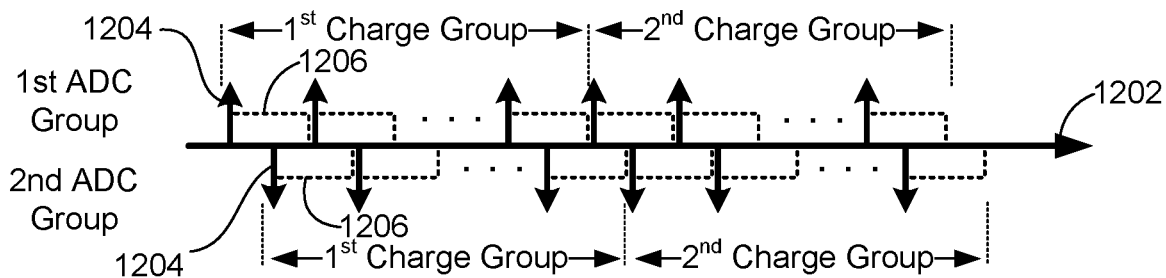 1204
1st Charge Group
2nd Charge Group
1206
1st ADC
Group
1202
. . .
. . .
2nd ADC
Group
. . .
. . .
1206
1204
1st Charge Group
2nd Charge Group